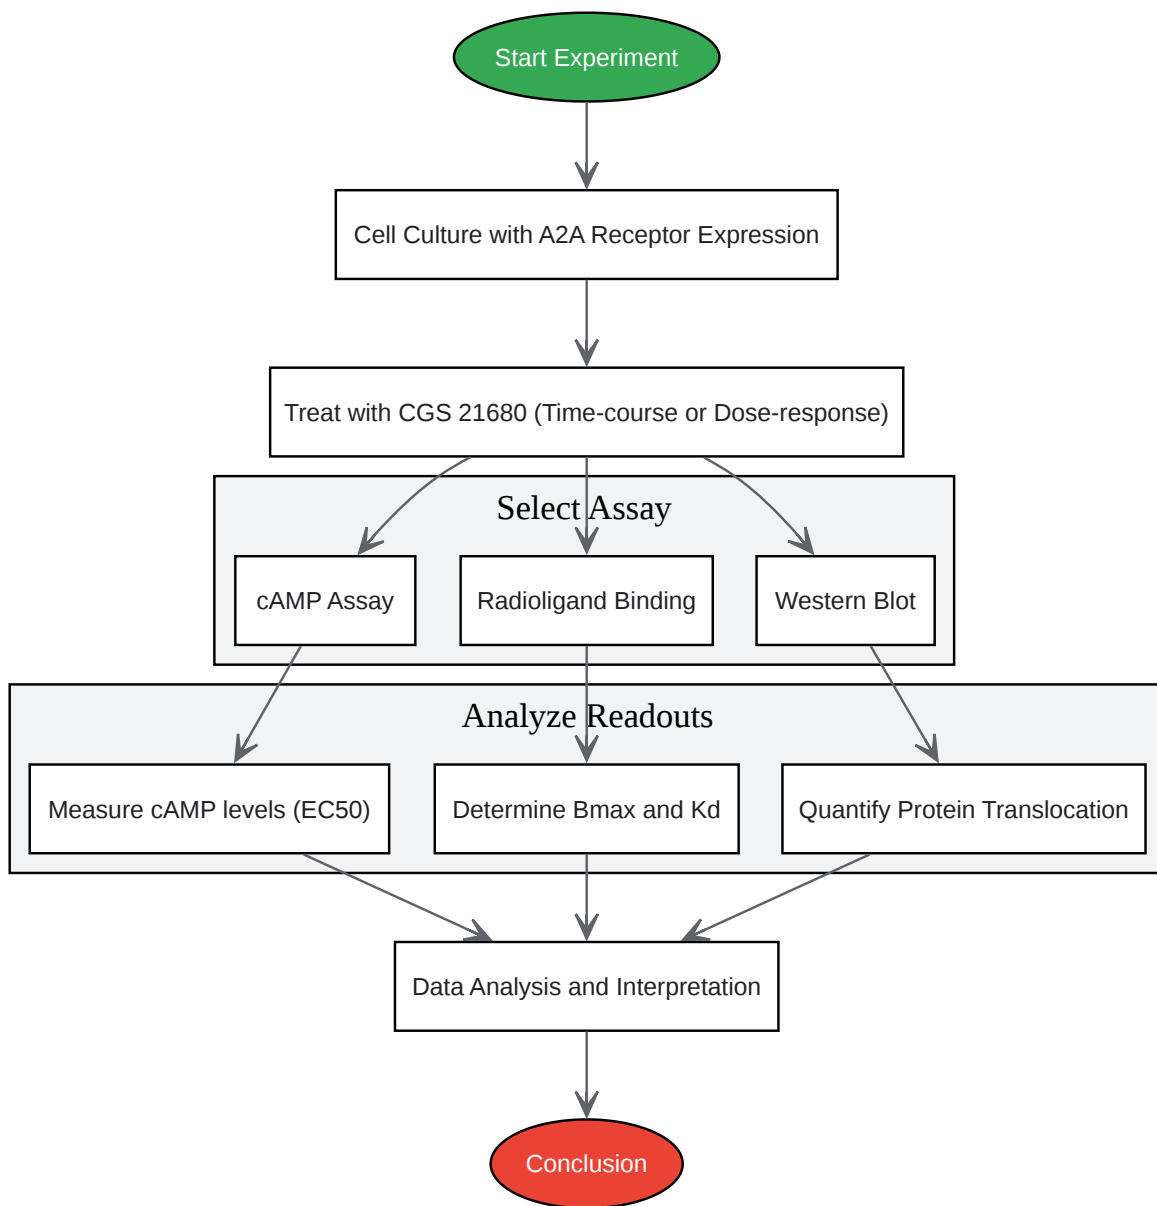 Start Experiment
Cell Culture with A2A Receptor Expression
Treat with CGS 21680 (Time-course or Dose-response)
Select Assay
cAMP Assay
Radioligand Binding
Western Blot
Analyze Readouts
Measure cAMP levels (EC50)
Determine Bmax and Kd
Quantify Protein Translocation
Data Analysis and Interpretation
Conclusion